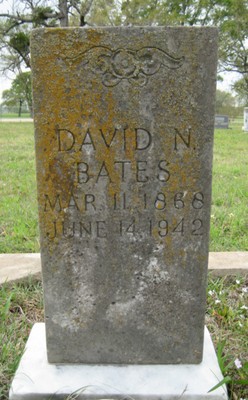 DAVID N.
BATES
MAR. 11, 1868
JUNE 14, 1942